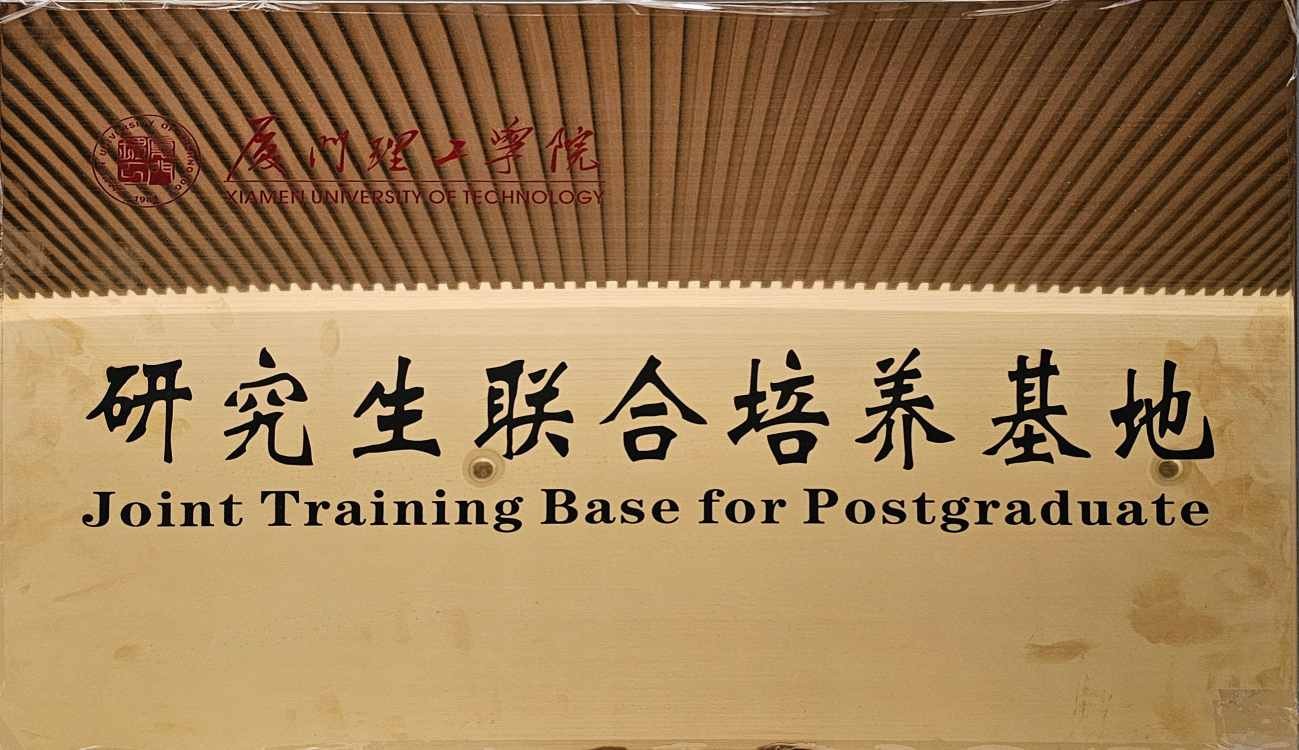 厦门理工学院
XIAMEN UNIVERSITY OF TECHNOLOGY
研究生联合培养基地
Joint Training Base for Postgraduate